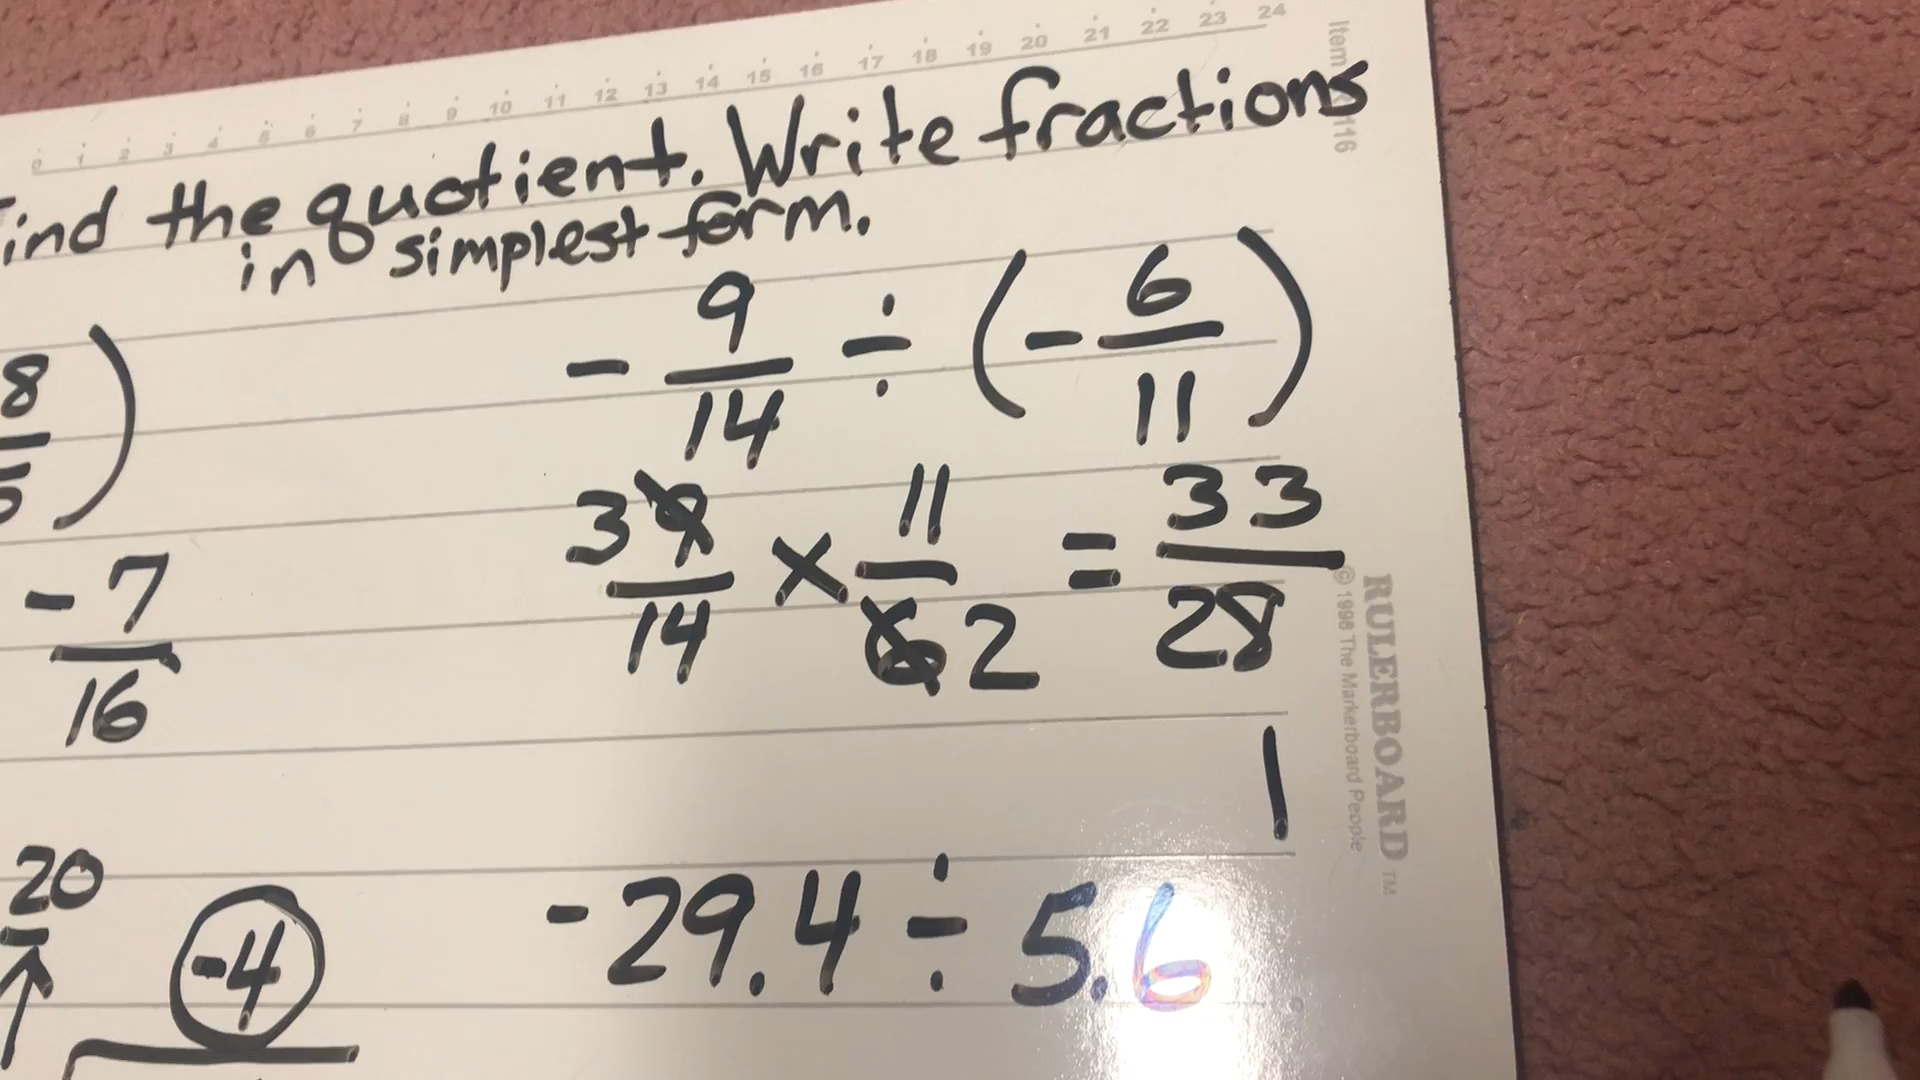 0 1 2 3 4 5 6 7 8 9 10 11 12 13 14 15 16 17 18 19 20 21 22 23 24
ind the quotient. Write fractions
in simplest form.
8
- 9/14 ÷ (- 6/11)
3 9/14 × 11/6 2 = 33/28
-7/16
1
20
-4
-29.4 ÷ 5.6
Item
116
RULERBOARD™
© 1998 The Markerboard People